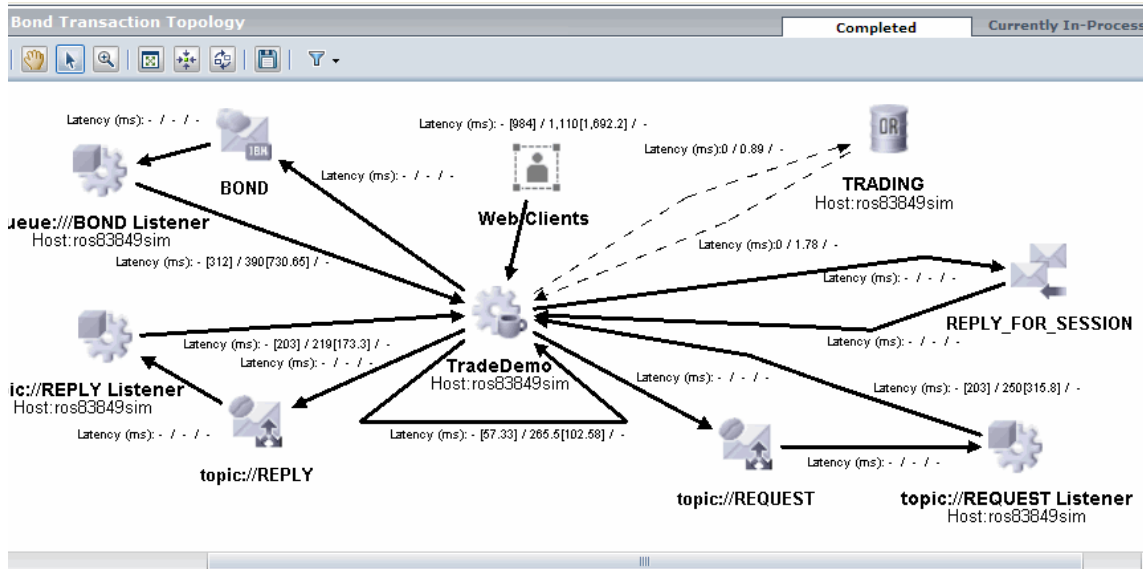 Bond Transaction Topology
Completed
Currently In-Process
Latency (ms): - / - / -
IBM
BOND
Latency (ms): - / - / -
Latency (ms): - [984] / 1,110[1,692.2] / -
Web Clients
Latency (ms):0 / 0.89 / -
OR
TRADING
Host:ros83849sim
ueue:///BOND Listener
Host:ros83849sim
Latency (ms): - [312] / 390[730.65] / -
Latency (ms):0 / 1.78 / -
Latency (ms): - / - / -
REPLY_FOR_SESSION
Latency (ms): - / - / -
Latency (ms): - [203] / 219[173.3] / -
Latency (ms): - / - / -
TradeDemo
Host:ros83849sim
Latency (ms): - / - / -
Latency (ms): - [203] / 250[315.8] / -
ic://REPLY Listener
Host:ros83849sim
Latency (ms): - / - / -
topic://REPLY
Latency (ms): - [57.33] / 265.5[102.58] / -
Latency (ms): - / - / -
topic://REQUEST
topic://REQUEST Listener
Host:ros83849sim